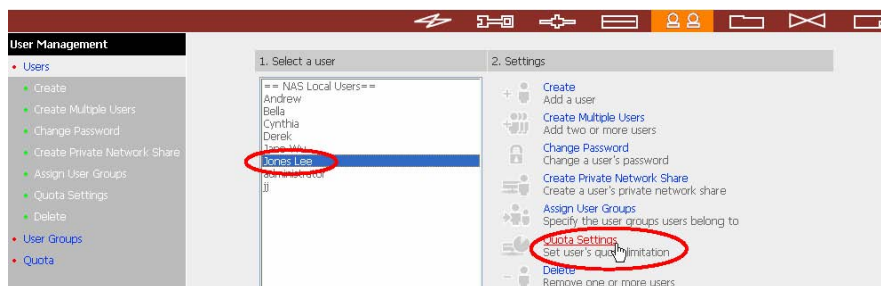 User Management
Users
Create
Create Multiple Users
Change Password
Create Private Network Share
Assign User Groups
Quota Settings
Delete
User Groups
Quota
1. Select a user
== NAS Local Users==
Andrew
Bella
Cynthia
Derek
Jane Wu
Jones Lee
administrator
jj
2. Settings
Create
Add a user
Create Multiple Users
Add two or more users
Change Password
Change a user's password
Create Private Network Share
Create a user's private network share
Assign User Groups
Specify the user groups users belong to
Quota Settings
Set user's quota limitation
Delete
Remove one or more users